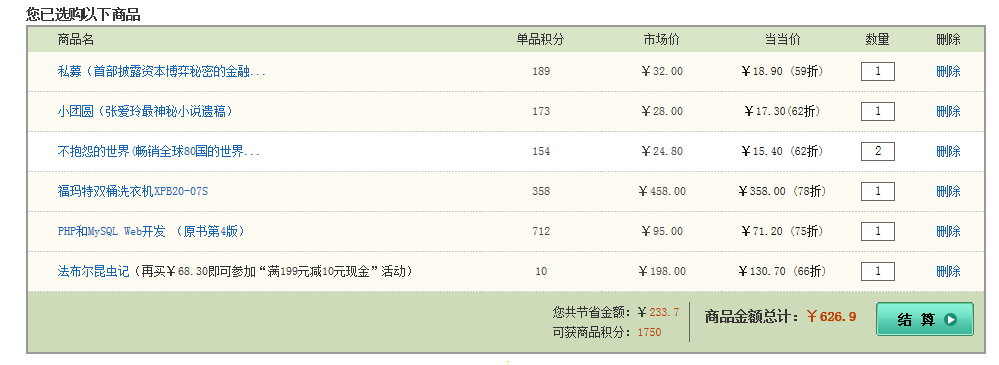 您已选购以下商品
商品名 单品积分 市场价 当当价 数量 删除
私募（首部披露资本博弈秘密的金融... 189 ￥32.00 ￥18.90 (59折) 1 删除
小团圆（张爱玲最神秘小说遗稿） 173 ￥28.00 ￥17.30(62折) 1 删除
不抱怨的世界(畅销全球80国的世界... 154 ￥24.80 ￥15.40 (62折) 2 删除
福玛特双桶洗衣机XPB20-07S 358 ￥458.00 ￥358.00 (78折) 1 删除
PHP和MySQL Web开发 （原书第4版） 712 ￥95.00 ￥71.20 (75折) 1 删除
法布尔昆虫记（再买￥68.30即可参加“满199元减10元现金”活动） 10 ￥198.00 ￥130.70 (66折) 1 删除
您共节省金额：￥233.7 商品金额总计：￥626.9 结 算
可获商品积分：1750